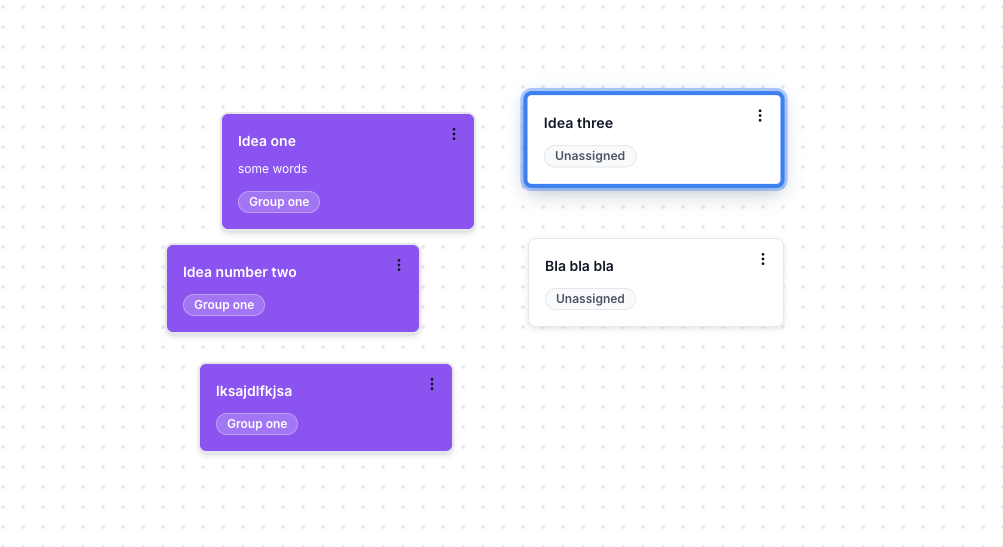 Idea one
some words
Group one
Idea number two
Group one
lksajdlfkjsa
Group one
Idea three
Unassigned
Bla bla bla
Unassigned